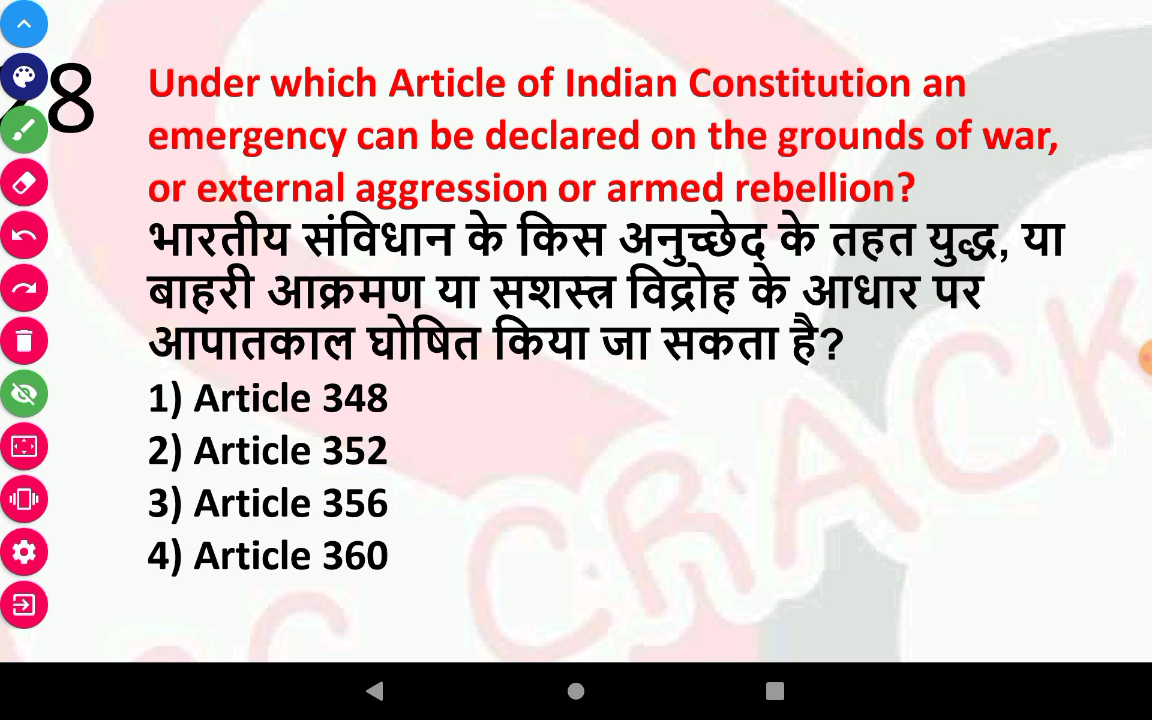 8
Under which Article of Indian Constitution an
emergency can be declared on the grounds of war,
or external aggression or armed rebellion?
भारतीय संविधान के किस अनुच्छेद के तहत युद्ध, या
बाहरी आक्रमण या सशस्त्र विद्रोह के आधार पर
आपातकाल घोषित किया जा सकता है?
1) Article 348
2) Article 352
3) Article 356
4) Article 360
CRACK